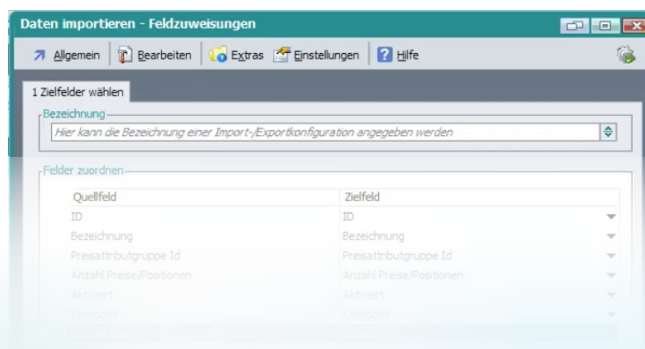 Daten importieren - Feldzuweisungen
Allgemein Bearbeiten Extras Einstellungen Hilfe
1 Zielfelder wählen
Bezeichnung
Hier kann die Bezeichnung einer Import-/Exportkonfiguration angegeben werden
Felder zuordnen
Quellfeld Zielfeld
ID ID
Bezeichnung Bezeichnung
Preisattributgruppe Id Preisattributgruppe Id
Anzahl Preise/Positionen Anzahl Preise/Positionen
Aktiviert Aktiviert
Kategorie Kategorie